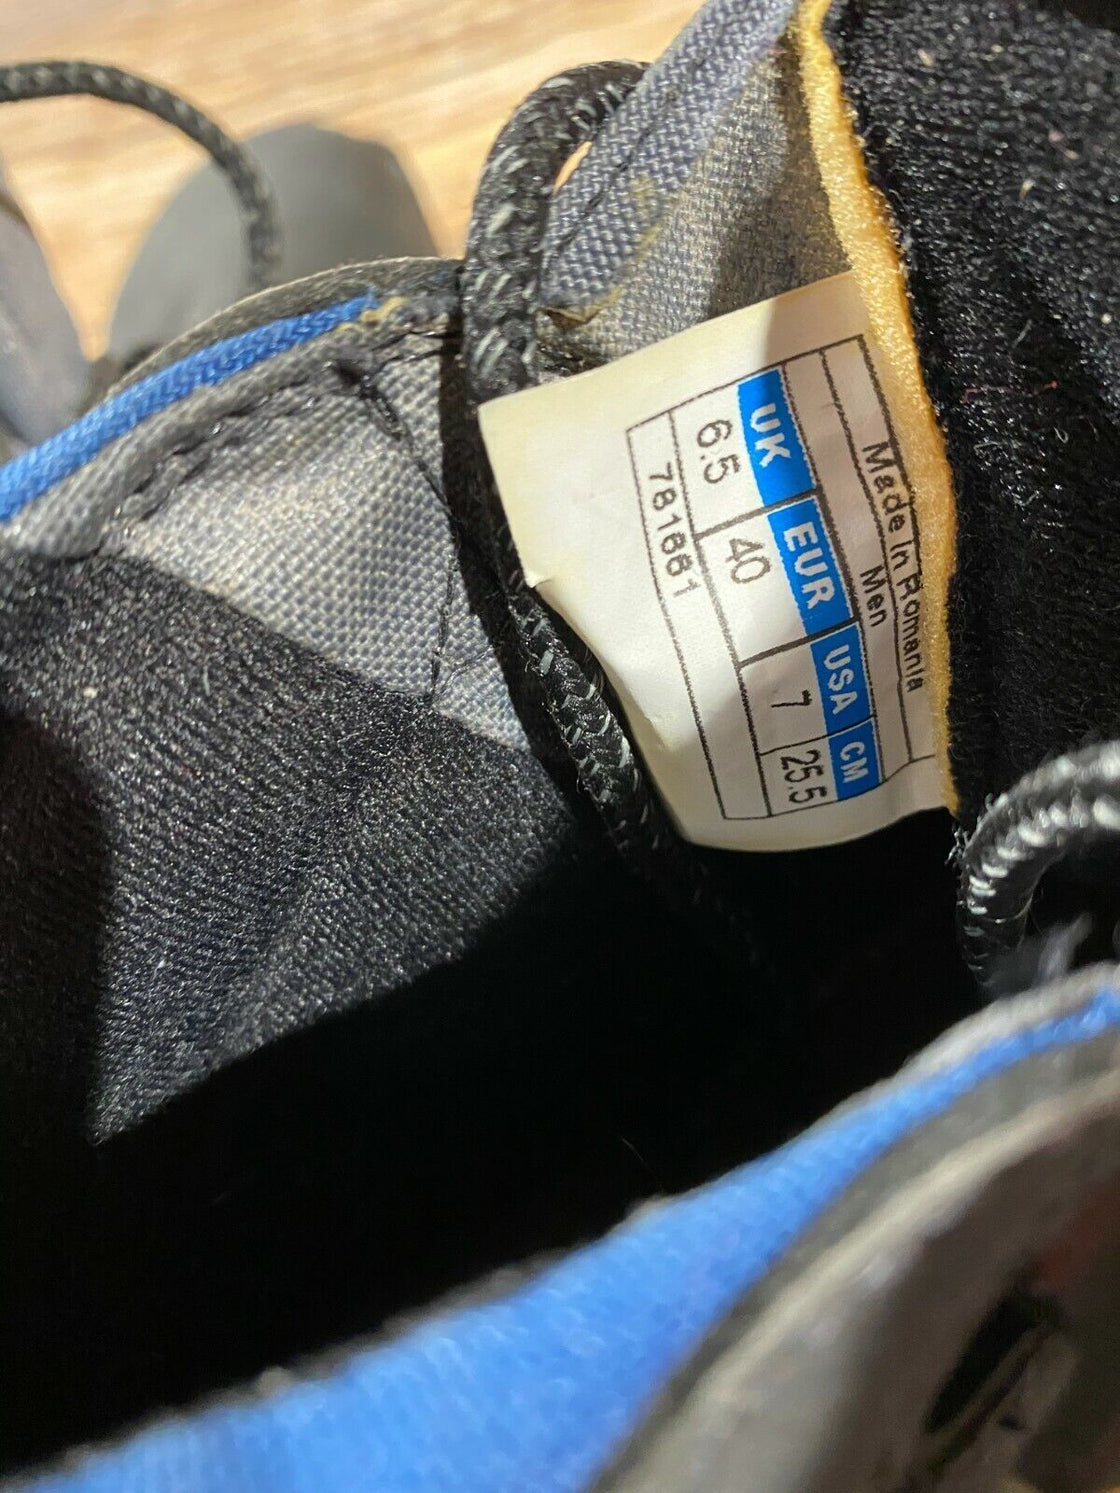 Made in Romania
Men
UK EUR USA CM
6.5 40 7 25.5
781661